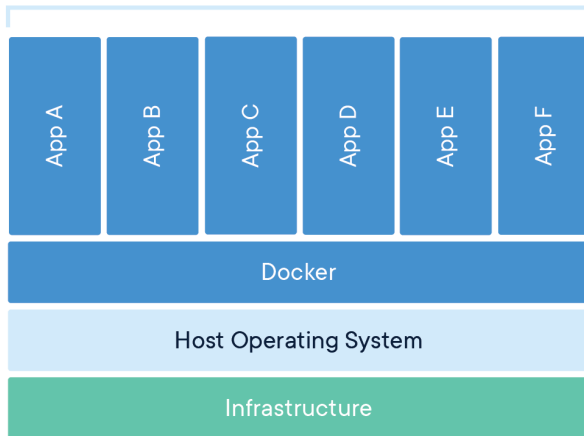 App A
App B
App C
App D
App E
App F
Docker
Host Operating System
Infrastructure